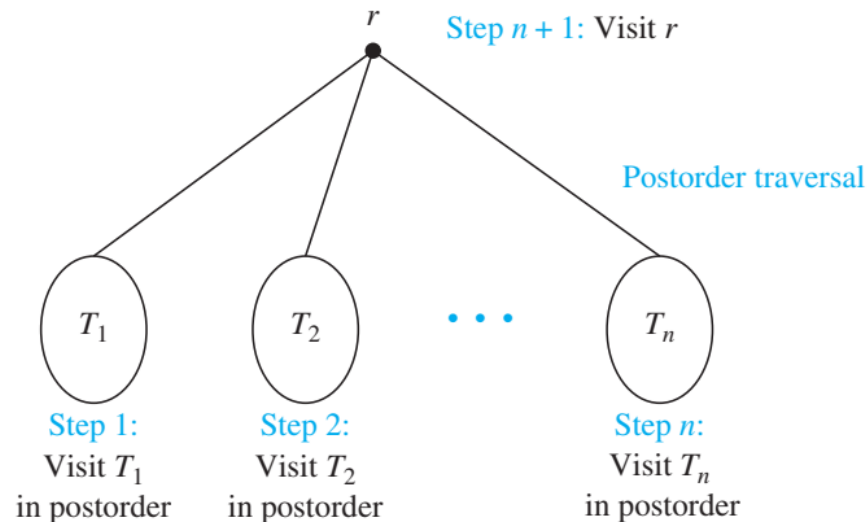 r
Step n + 1: Visit r
Postorder traversal
T₁
T₂
. . .
Tₙ
Step 1:
Visit T₁
in postorder
Step 2:
Visit T₂
in postorder
Step n:
Visit Tₙ
in postorder